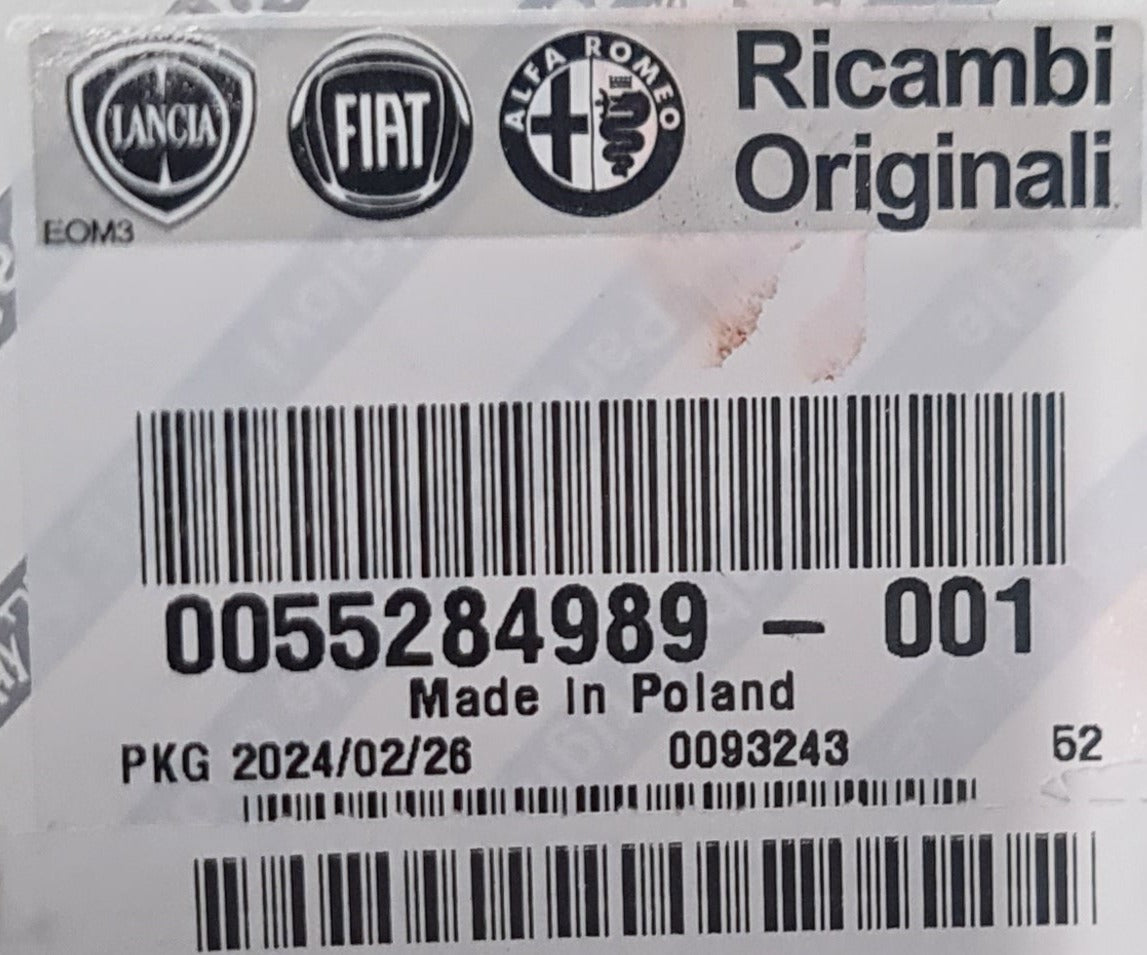 LANCIA
FIAT
ALFA ROMEO
Ricambi
Originali
EOM3
0055284989 - 001
Made In Poland
PKG 2024/02/26 0093243 52